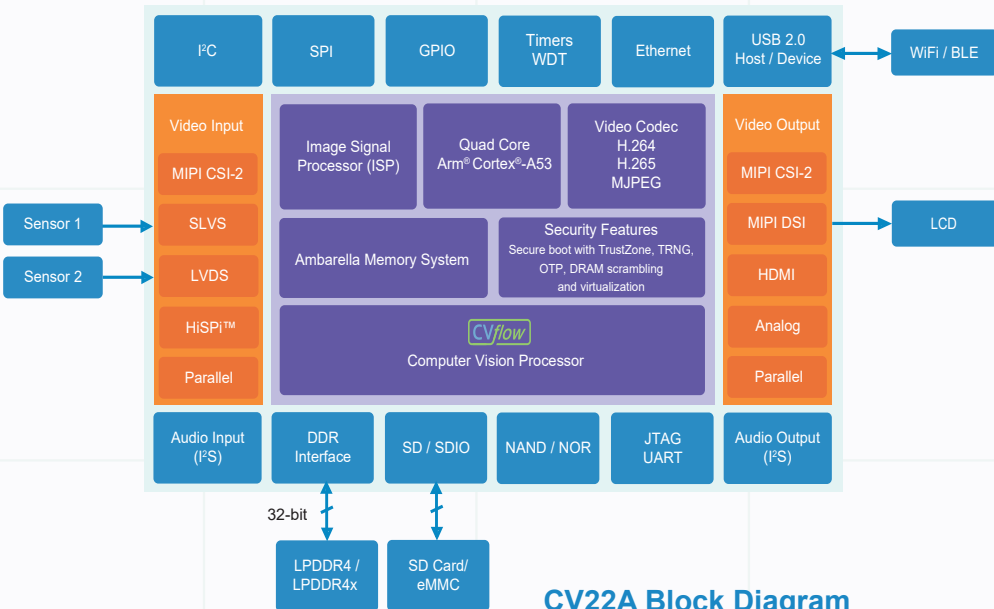 I²C
SPI
GPIO
Timers
WDT
Ethernet
USB 2.0
Host / Device
WiFi / BLE
Video Input
MIPI CSI-2
SLVS
LVDS
HiSPi™
Parallel
Sensor 1
Sensor 2
Image Signal
Processor (ISP)
Quad Core
Arm® Cortex®-A53
Video Codec
H.264
H.265
MJPEG
Ambarella Memory System
Security Features
Secure boot with TrustZone, TRNG,
OTP, DRAM scrambling
and virtualization
CVflow
Computer Vision Processor
Video Output
MIPI CSI-2
MIPI DSI
HDMI
Analog
Parallel
LCD
Audio Input
(I²S)
DDR
Interface
SD / SDIO
NAND / NOR
JTAG
UART
Audio Output
(I²S)
32-bit
LPDDR4 /
LPDDR4x
SD Card/
eMMC
CV22A Block Diagram